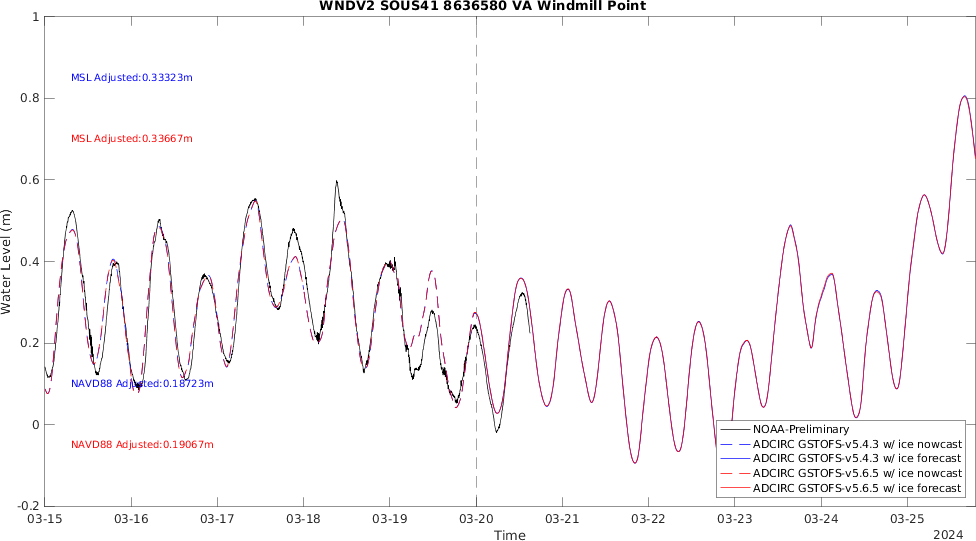 WNDV2 SOUS41 8636580 VA Windmill Point
1
0.8
0.6
0.4
0.2
0
-0.2
Water Level (m)
MSL Adjusted:0.33323m
MSL Adjusted:0.33667m
NAVD88 Adjusted:0.18723m
NAVD88 Adjusted:0.19067m
NOAA-Preliminary
ADCIRC GSTOFS-v5.4.3 w/ ice nowcast
ADCIRC GSTOFS-v5.4.3 w/ ice forecast
ADCIRC GSTOFS-v5.6.5 w/ ice nowcast
ADCIRC GSTOFS-v5.6.5 w/ ice forecast
03-15 03-16 03-17 03-18 03-19 03-20 03-21 03-22 03-23 03-24 03-25
Time
2024